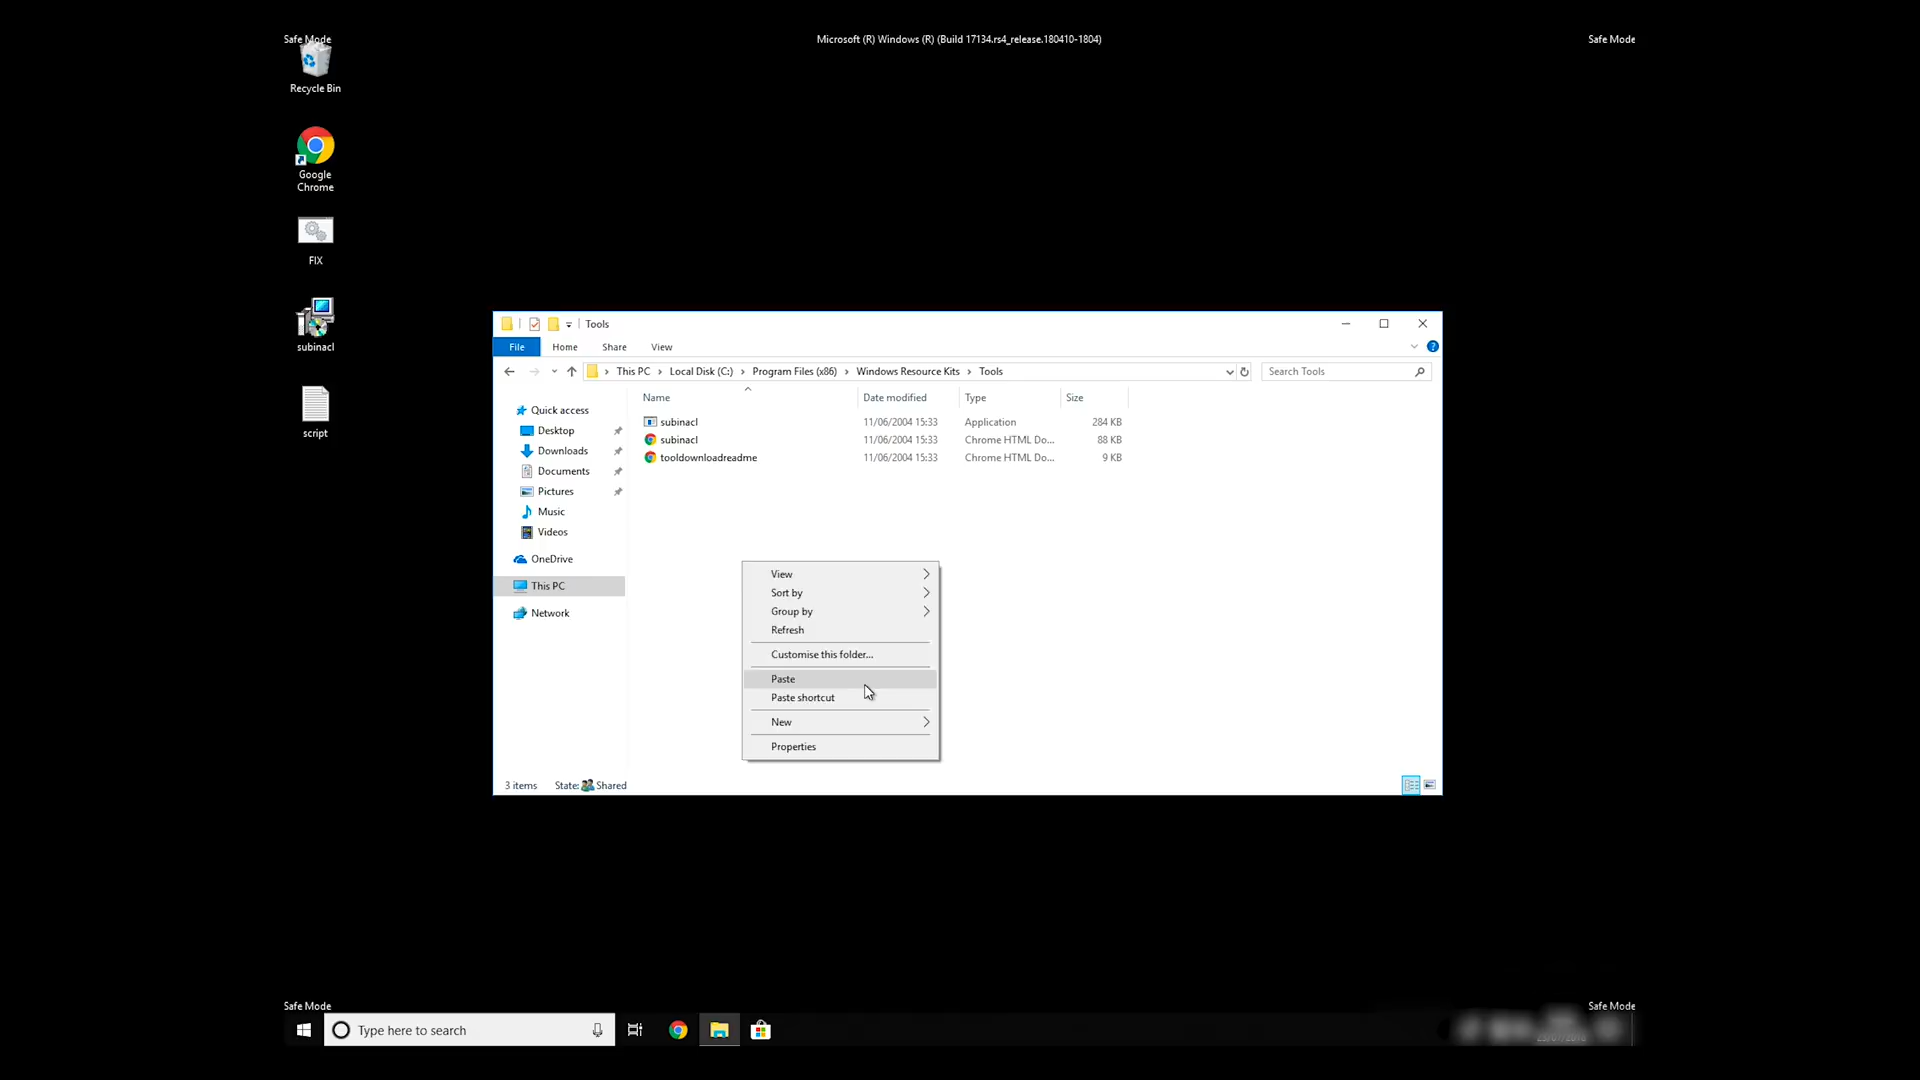 Safe Mode
Microsoft (R) Windows (R) (Build 17134.rs4_release.180410-1804)
Safe Mode
Recycle Bin
Google
Chrome
FIX
subinacl
script
Tools
File Home Share View
This PC Local Disk (C:) Program Files (x86) Windows Resource Kits Tools
Search Tools
Name Date modified Type Size
Quick access
Desktop
Downloads
Documents
Pictures
Music
Videos
OneDrive
This PC
Network
subinacl 11/06/2004 15:33 Application 284 KB
subinacl 11/06/2004 15:33 Chrome HTML Do... 88 KB
tooldownloadreadme 11/06/2004 15:33 Chrome HTML Do... 9 KB
View
Sort by
Group by
Refresh
Customise this folder...
Paste
Paste shortcut
New
Properties
3 items State: Shared
Safe Mode
Safe Mode
Type here to search